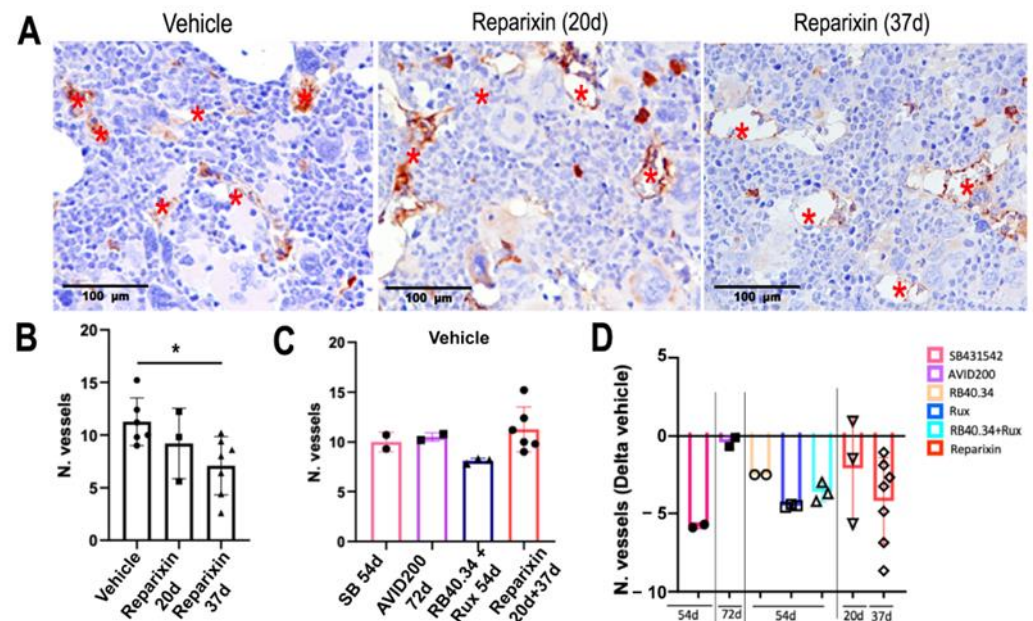 A
Vehicle
Reparixin (20d)
Reparixin (37d)
*
*
*
*
*
*
*
*
*
*
*
*
*
*
100 µm
100 µm
100 µm
B
N. vessels
20
15
10
5
0
*
Vehicle
Reparixin
20d
Reparixin
37d
C
Vehicle
N. vessels
20
15
10
5
0
SB 54d
AVID200
72d
RB40.34 +
Rux 54d
Reparixin
20d+37d
D
N. vessels (Delta vehicle)
5
0
-5
-10
54d
72d
54d
20d
37d
SB431542
AVID200
RB40.34
Rux
RB40.34+Rux
Reparixin